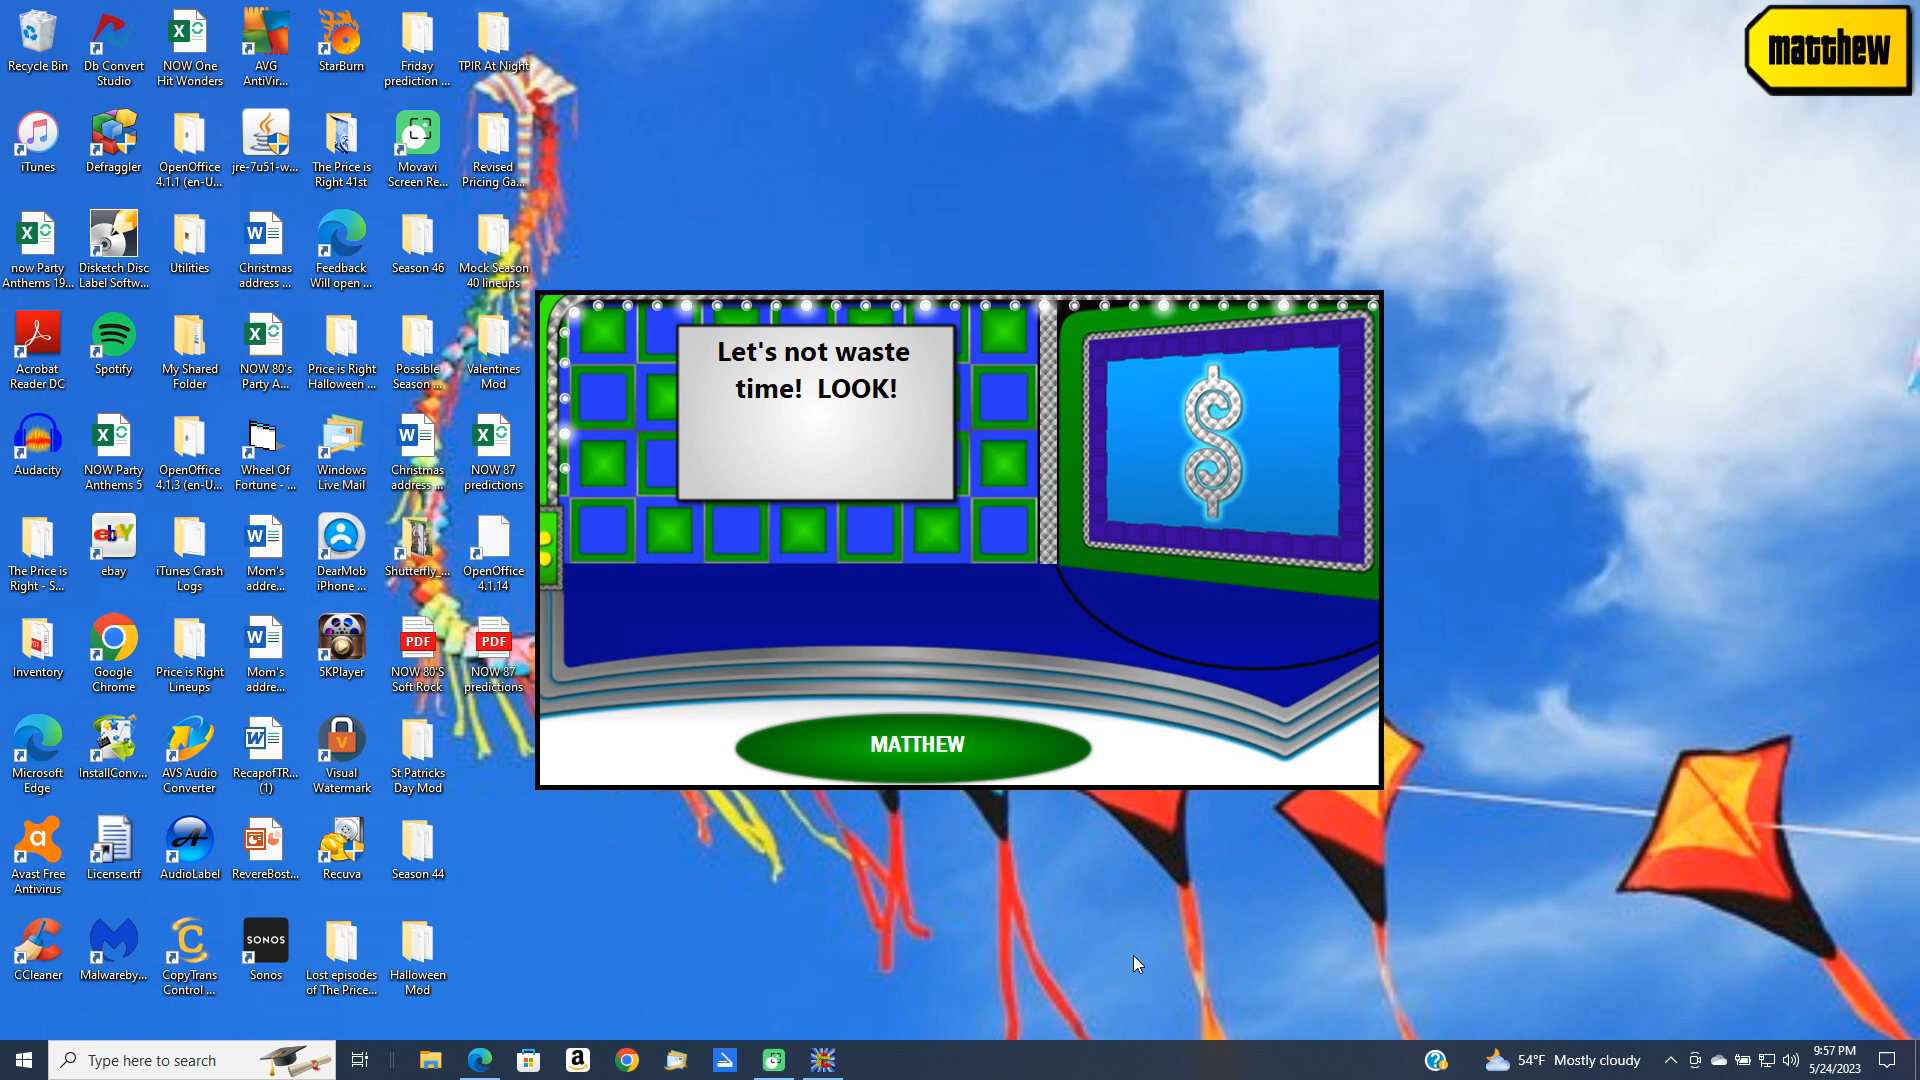 Recycle Bin
Db Convert
Studio
NOW One
Hit Wonders
AVG
AntiVir...
StarBurn
Friday
prediction ...
TPIR At Night
iTunes
Defraggler
OpenOffice
4.1.1 (en-U...
jre-7u51-w...
The Price is
Right 41st
Movavi
Screen Re...
Revised
Pricing Ga...
now Party
Anthems 19...
Disketch Disc
Label Softw...
Utilities
Christmas
address ...
Feedback
Will open ...
Season 46
Mock Season
40 lineups
Acrobat
Reader DC
Spotify
My Shared
Folder
NOW 80's
Party A...
Price is Right
Halloween ...
Possible
Season ...
Valentines
Mod
Audacity
NOW Party
Anthems 5
OpenOffice
4.1.3 (en-U...
Wheel Of
Fortune - ...
Windows
Live Mail
Christmas
address ...
NOW 87
predictions
The Price is
Right - S...
ebay
ebay
iTunes Crash
Logs
Mom's
addre...
DearMob
iPhone ...
Shutterfly_...
OpenOffice
4.1.14
Inventory
Google
Chrome
Price is Right
Lineups
Mom's
addre...
5KPlayer
PDF
NOW 80'S
Soft Rock
PDF
NOW 87
predictions
Microsoft
Edge
InstallConv...
AVS Audio
Converter
RecapofTR...
(1)
Visual
Watermark
St Patricks
Day Mod
Avast Free
Antivirus
License.rtf
AudioLabel
RevereBost...
Recuva
Season 44
CCleaner
Malwareby...
CopyTrans
Control ...
SONOS
Sonos
Lost episodes
of The Price...
Halloween
Mod
matthew
Let's not waste
time! LOOK!
MATTHEW
Type here to search
54°F Mostly cloudy
9:57 PM
5/24/2023